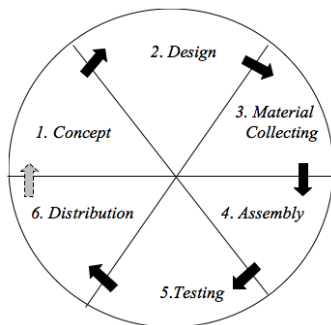 2. Design
3. Material
Collecting
1. Concept
6. Distribution
4. Assembly
5.Testing